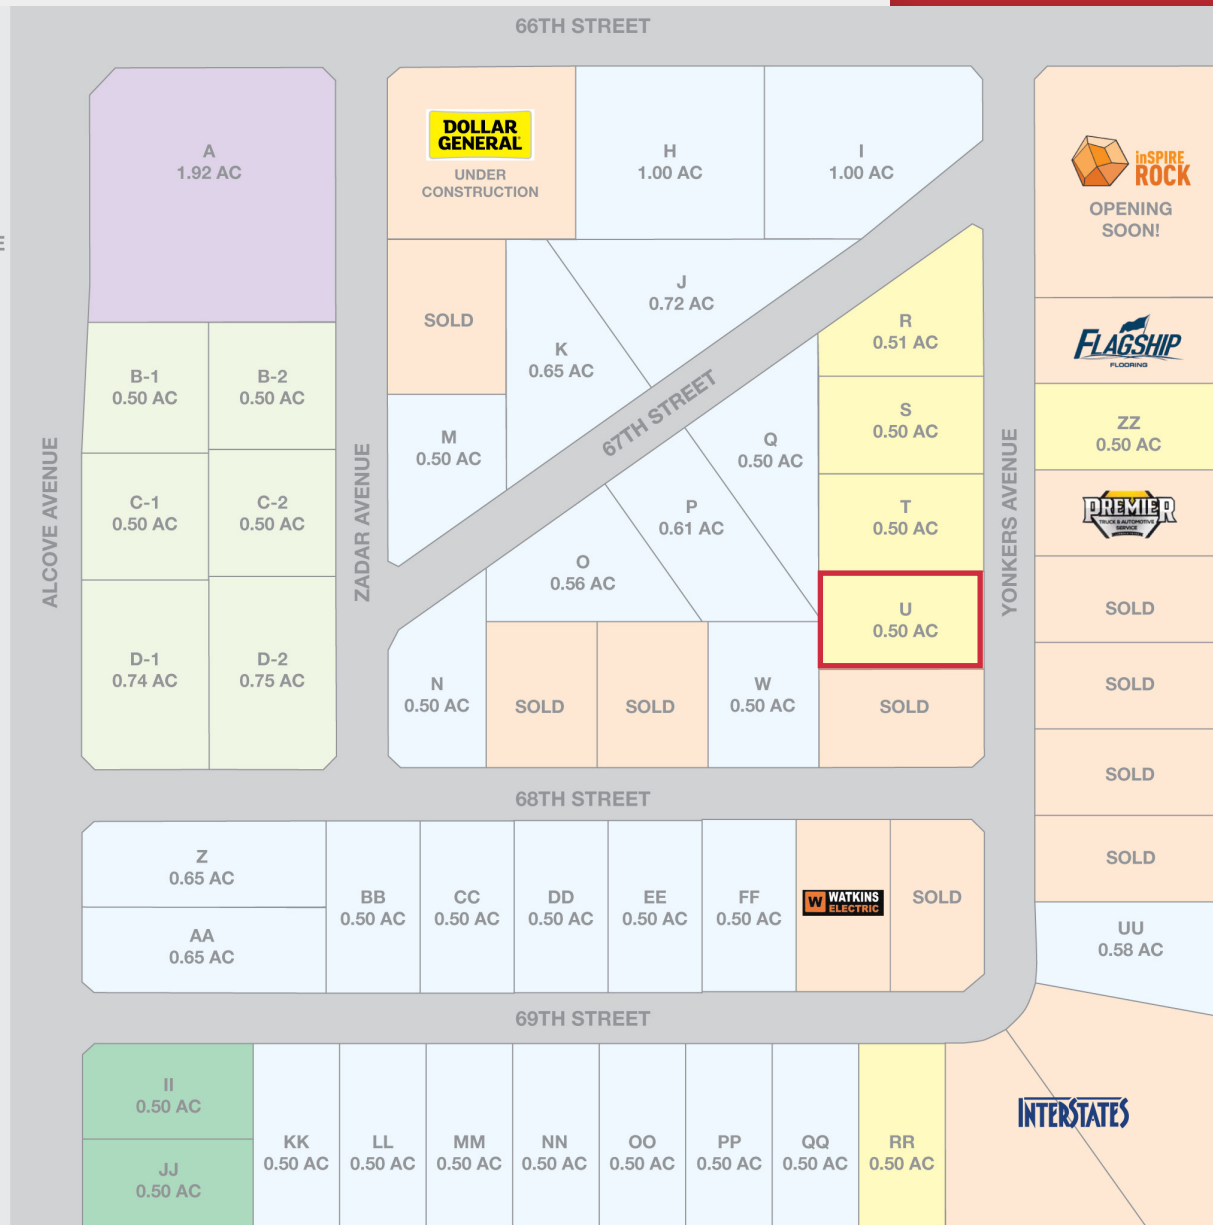 66TH STREET
A
1.92 AC
DOLLAR
GENERAL
UNDER
CONSTRUCTION
H
1.00 AC
I
1.00 AC
inSPIRE
ROCK
OPENING
SOON!
E
SOLD
K
0.65 AC
J
0.72 AC
R
0.51 AC
FLAGSHIP
FLOORING
B-1
0.50 AC
B-2
0.50 AC
M
0.50 AC
67TH STREET
Q
0.50 AC
S
0.50 AC
ZZ
0.50 AC
ALCOVE AVENUE
C-1
0.50 AC
C-2
0.50 AC
ZADAR AVENUE
P
0.61 AC
T
0.50 AC
YONKERS AVENUE
PREMIER
TRUCK & AUTOMOTIVE
SERVICE
O
0.56 AC
U
0.50 AC
SOLD
D-1
0.74 AC
D-2
0.75 AC
N
0.50 AC
SOLD
SOLD
W
0.50 AC
SOLD
SOLD
SOLD
68TH STREET
Z
0.65 AC
AA
0.65 AC
BB
0.50 AC
CC
0.50 AC
DD
0.50 AC
EE
0.50 AC
FF
0.50 AC
W WATKINS
ELECTRIC
SOLD
SOLD
UU
0.58 AC
69TH STREET
II
0.50 AC
JJ
0.50 AC
KK
0.50 AC
LL
0.50 AC
MM
0.50 AC
NN
0.50 AC
OO
0.50 AC
PP
0.50 AC
QQ
0.50 AC
RR
0.50 AC
INTERSTATES